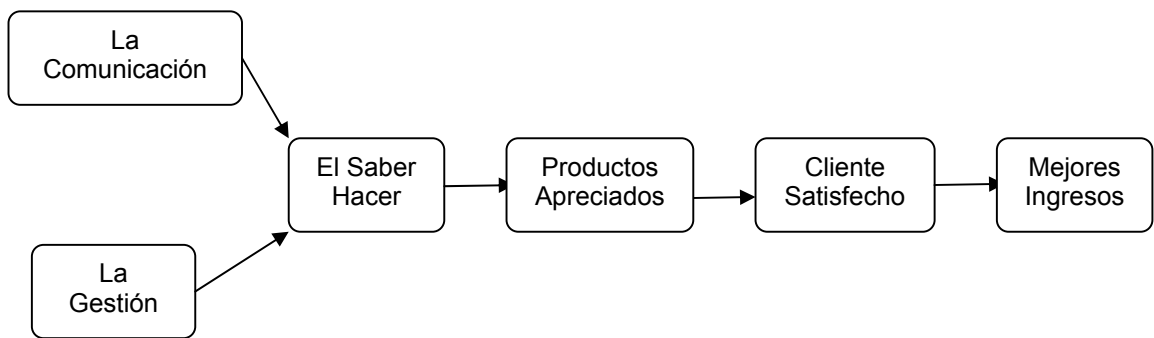 La
Comunicación
El Saber
Hacer
Productos
Apreciados
Cliente
Satisfecho
Mejores
Ingresos
La
Gestión